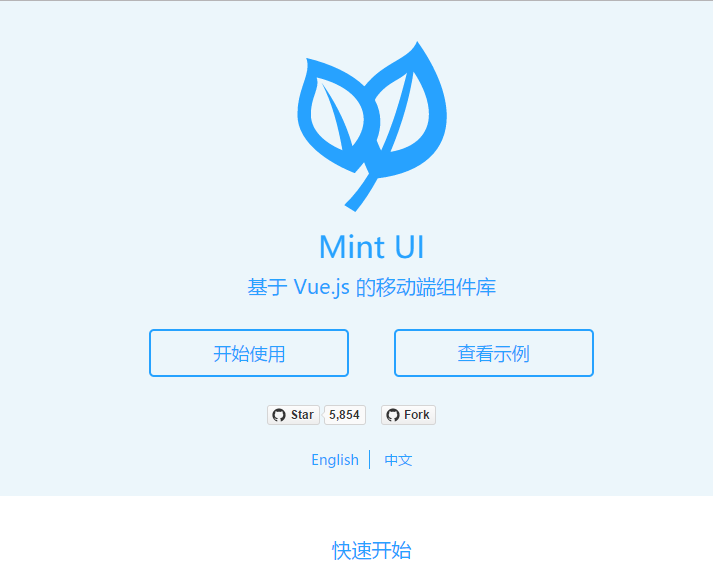 Mint UI
基于 Vue.js 的移动端组件库
开始使用 查看示例
Star 5,854 Fork
English 中文
快速开始